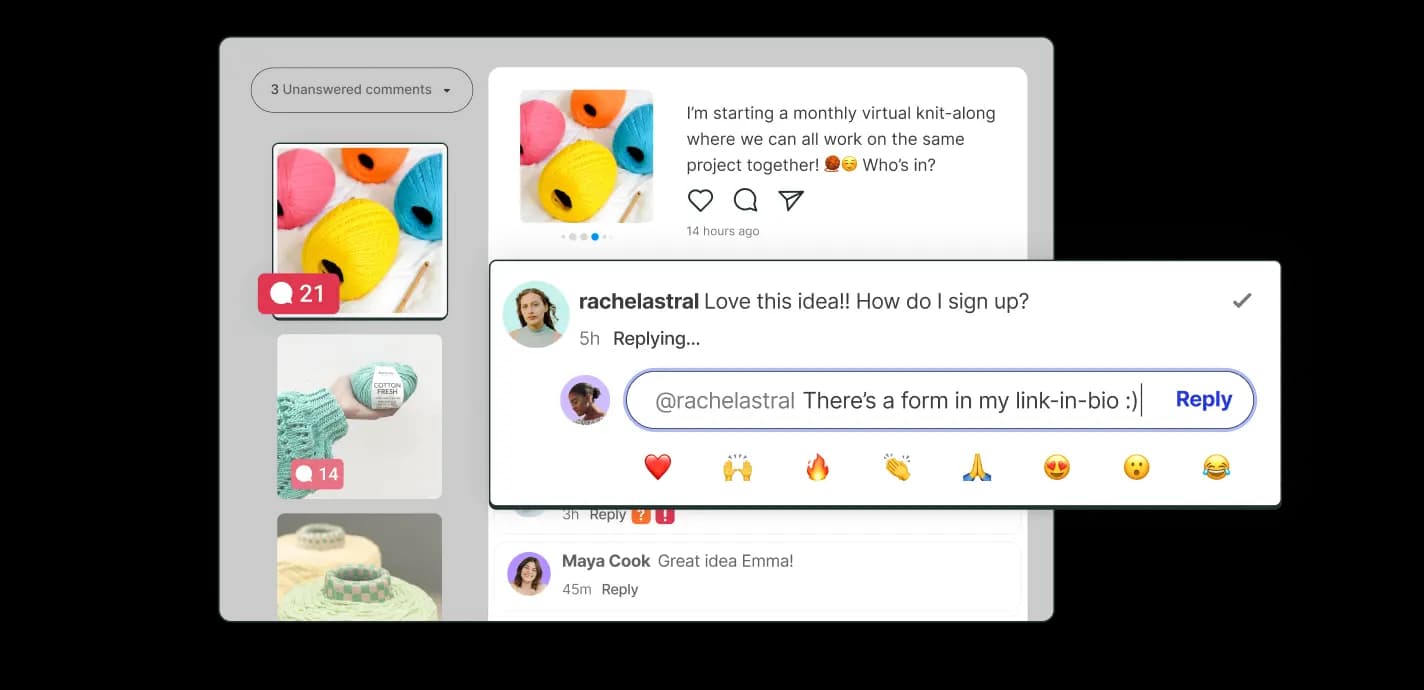 3 Unanswered comments
I’m starting a monthly virtual knit-along
where we can all work on the same
project together! 🧶☺️ Who’s in?
14 hours ago
21
rachelastral Love this idea!! How do I sign up?
5h Replying...
@rachelastral There’s a form in my link-in-bio :)
Reply
COTTON
FRESH
14
3h Reply
Maya Cook Great idea Emma!
45m Reply